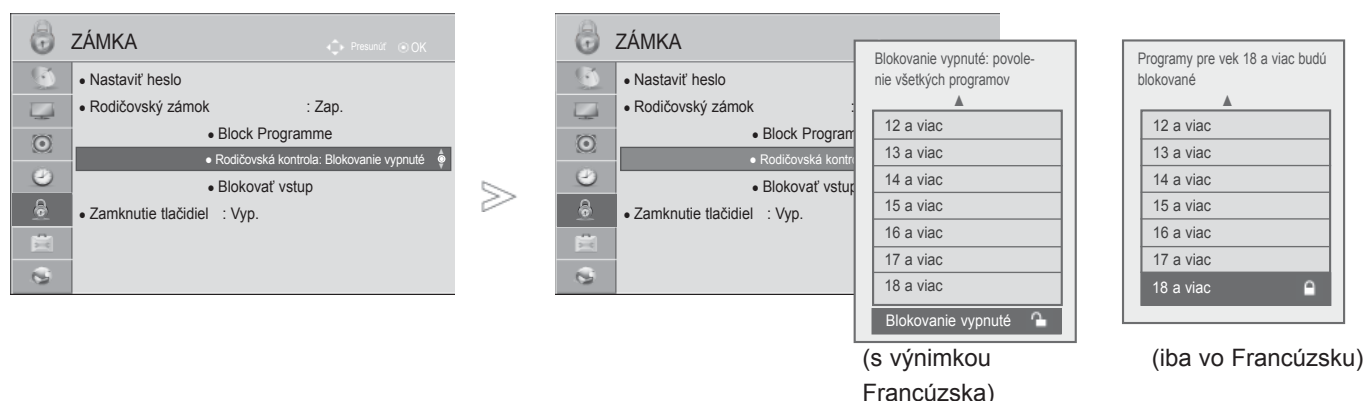 ZÁMKA
Presunúť OK
• Nastaviť heslo
• Rodičovský zámok : Zap.
• Block Programme
• Rodičovská kontrola: Blokovanie vypnuté
• Blokovať vstup
• Zamknutie tlačidiel : Vyp.
ZÁMKA
• Nastaviť heslo
• Rodičovský zámok :
• Block Program
• Rodičovská kontro
• Blokovať vstup
• Zamknutie tlačidiel : Vyp.
Blokovanie vypnuté: povole-
nie všetkých programov
12 a viac
13 a viac
14 a viac
15 a viac
16 a viac
17 a viac
18 a viac
Blokovanie vypnuté
(s výnimkou
Francúzska)
Programy pre vek 18 a viac budú
blokované
12 a viac
13 a viac
14 a viac
15 a viac
16 a viac
17 a viac
18 a viac
(iba vo Francúzsku)